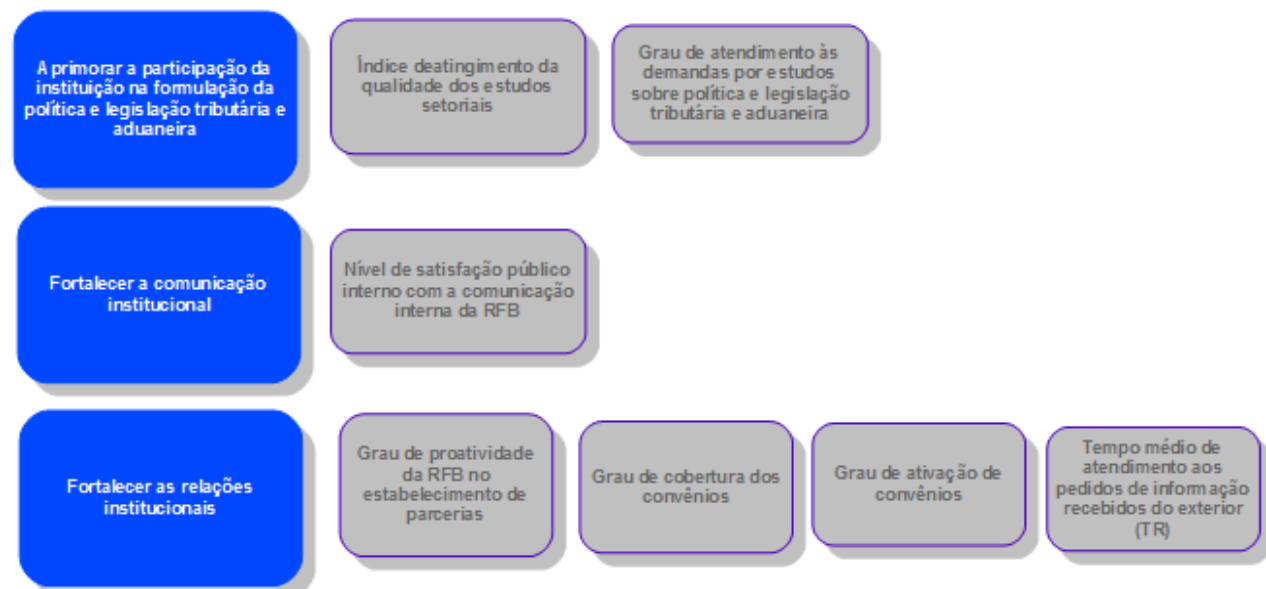 A primorar a participação da
instituição na formulação da
política e legislação tributária e
aduaneira
Índice deatingimento da
qualidade dos estudos
setoriais
Grau de atendimento às
demandas por estudos
sobre política e legislação
tributária e aduaneira
Fortalecer a comunicação
institucional
Nível de satisfação público
interno com a comunicação
interna da RFB
Fortalecer as relações
institucionais
Grau de proatividade
da RFB no
estabelecimento de
parcerias
Grau de cobertura dos
convênios
Grau de ativação de
convênios
Tempo médio de
atendimento aos
pedidos de informação
recebidos do exterior
(TR)